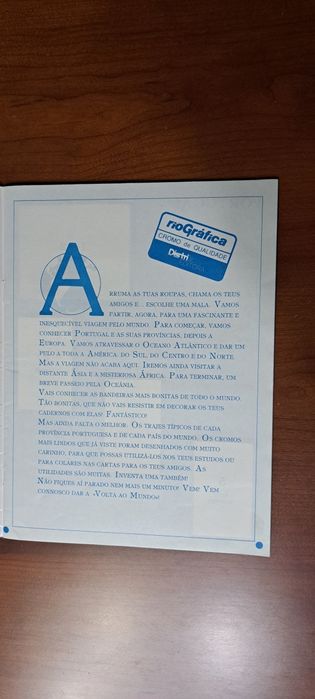 rioGráfica
CROMO de QUALIDADE
Distri
EDITORA
ARRUMA AS TUAS ROUPAS, CHAMA OS TEUS
AMIGOS E... ESCOLHE UMA MALA. VAMOS
PARTIR, AGORA, PARA UMA FASCINANTE E
INESQUECÍVEL VIAGEM PELO MUNDO. PARA COMEÇAR, VAMOS
CONHECER PORTUGAL E AS SUAS PROVÍNCIAS, DEPOIS A
EUROPA. VAMOS ATRAVESSAR O OCEANO ATLÂNTICO E DAR UM
PULO A TODA A AMÉRICA: DO SUL, DO CENTRO E DO NORTE.
MAS A VIAGEM NÃO ACABA AQUI. IREMOS AINDA VISITAR A
DISTANTE ÁSIA E A MISTERIOSA ÁFRICA. PARA TERMINAR, UM
BREVE PASSEIO PELA OCEÂNIA.
VAIS CONHECER AS BANDEIRAS MAIS BONITAS DE TODO O MUNDO.
TÃO BONITAS, QUE NÃO VAIS RESISTIR EM DECORAR OS TEUS
CADERNOS COM ELAS! FANTÁSTICO!
MAS AINDA FALTA O MELHOR. OS TRAJES TÍPICOS DE CADA
PROVÍNCIA PORTUGUESA E DE CADA PAÍS DO MUNDO. OS CROMOS
MAIS LINDOS QUE JÁ VISTE FORAM DESENHADOS COM MUITO
CARINHO, PARA QUE POSSAS UTILIZÁ-LOS NOS TEUS ESTUDOS OU
PARA COLARES NAS CARTAS PARA OS TEUS AMIGOS. AS
UTILIDADES SÃO MUITAS. INVENTA UMA TAMBÉM!
NÃO FIQUES AÍ PARADO NEM MAIS UM MINUTO! VEM! VEM
CONNOSCO DAR A «VOLTA AO MUNDO»!